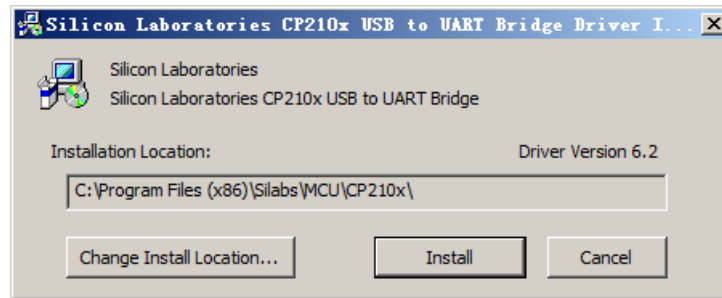 Silicon Laboratories CP210x USB to UART Bridge Driver I...
Silicon Laboratories
Silicon Laboratories CP210x USB to UART Bridge
Installation Location:
Driver Version 6.2
C:\Program Files (x86)\Silabs\MCU\CP210x\
Change Install Location...
Install
Cancel